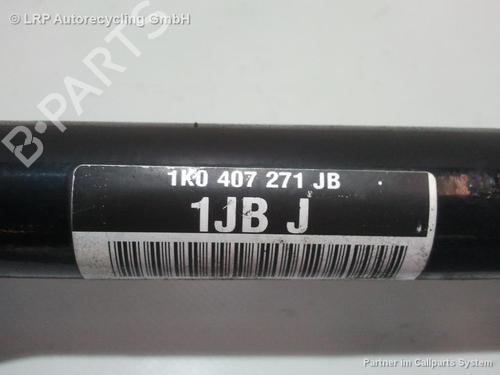 © LRP Autorecycling GmbH
B-PARTS
1K0 407 271 JB
1JB J
Partner im Callparts System